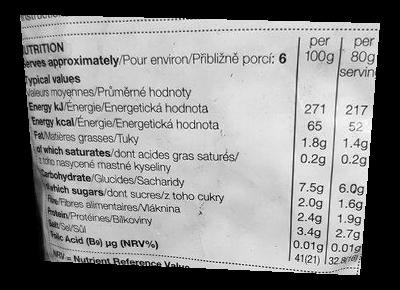 NUTRITION per 100g per 80g serving
Serves approximately/Pour environ/Přibližně porcí: 6
Typical values
Valeurs moyennes/Průměrné hodnoty
Energy kJ/Énergie/Energetická hodnota 271 217
Energy kcal/Énergie/Energetická hodnota 65 52
Fat/Matières grasses/Tuky 1.8g 1.4g
of which saturates/dont acides gras saturés/ 0.2g 0.2g
z toho nasycené mastné kyseliny
Carbohydrate/Glucides/Sacharidy 7.5g 6.0g
of which sugars/dont sucres/z toho cukry 2.0g 1.6g
Fibre/Fibres alimentaires/Vláknina 2.4g 1.9g
Protein/Protéines/Bílkoviny 3.4g 2.7g
Salt/Sel/Sůl 0.01g 0.01g
Folic Acid (B9) µg (NRV%) 41(21) 32.8(16)
NRV = Nutrient Reference Value